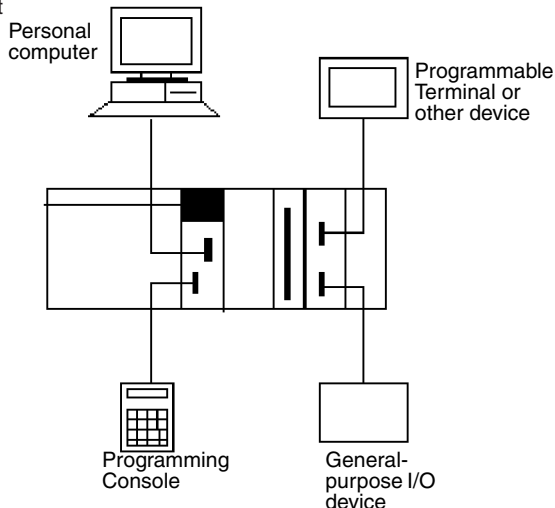 t
Personal
computer
Programmable
Terminal or
other device
Programming
Console
General-
purpose I/O
device